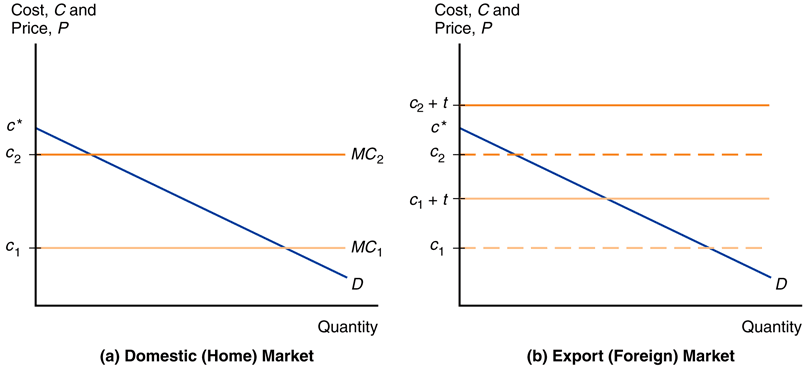 Cost, C and
Price, P
c*
c₂
MC₂
c₁
MC₁
D
Quantity
(a) Domestic (Home) Market
Cost, C and
Price, P
c₂ + t
c*
c₂
c₁ + t
c₁
D
Quantity
(b) Export (Foreign) Market